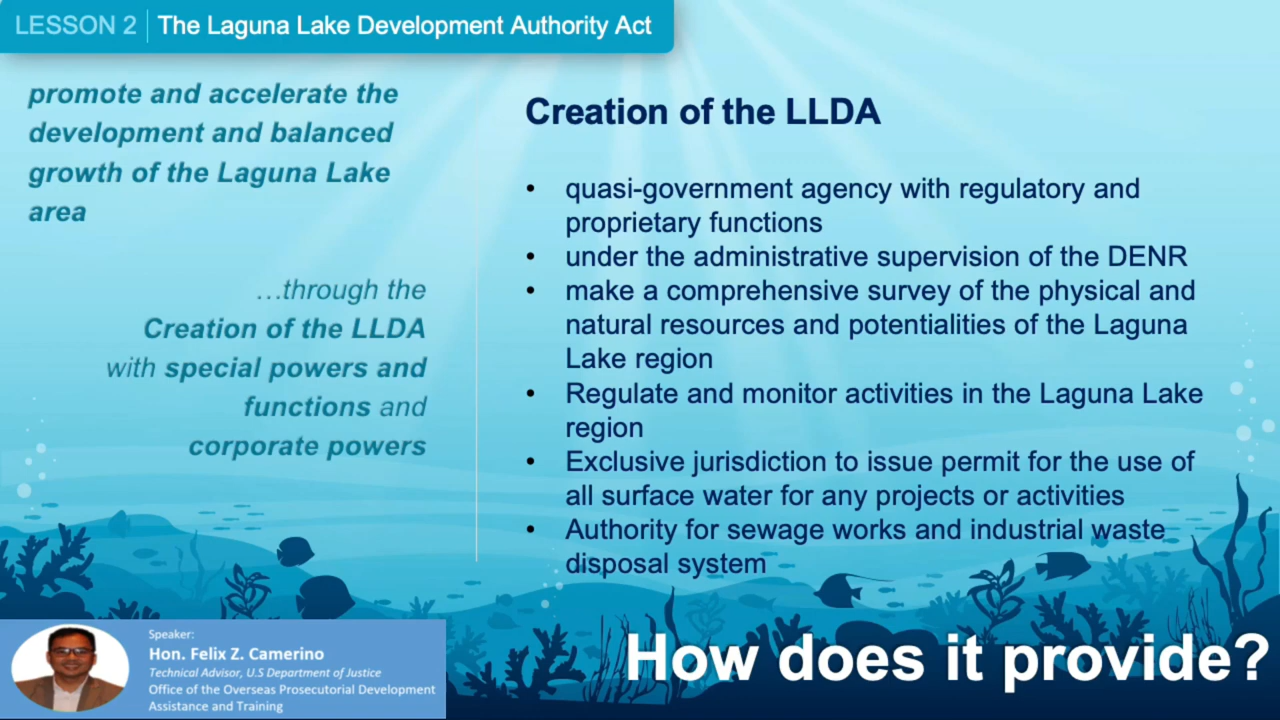 LESSON 2 | The Laguna Lake Development Authority Act
promote and accelerate the
development and balanced
growth of the Laguna Lake
area
…through the
Creation of the LLDA
with special powers and
functions and
corporate powers
Creation of the LLDA
• quasi-government agency with regulatory and
proprietary functions
• under the administrative supervision of the DENR
• make a comprehensive survey of the physical and
natural resources and potentialities of the Laguna
Lake region
• Regulate and monitor activities in the Laguna Lake
region
• Exclusive jurisdiction to issue permit for the use of
all surface water for any projects or activities
• Authority for sewage works and industrial waste
disposal system
Speaker:
Hon. Felix Z. Camerino
Technical Advisor, U.S Department of Justice
Office of the Overseas Prosecutorial Development
Assistance and Training
How does it provide?